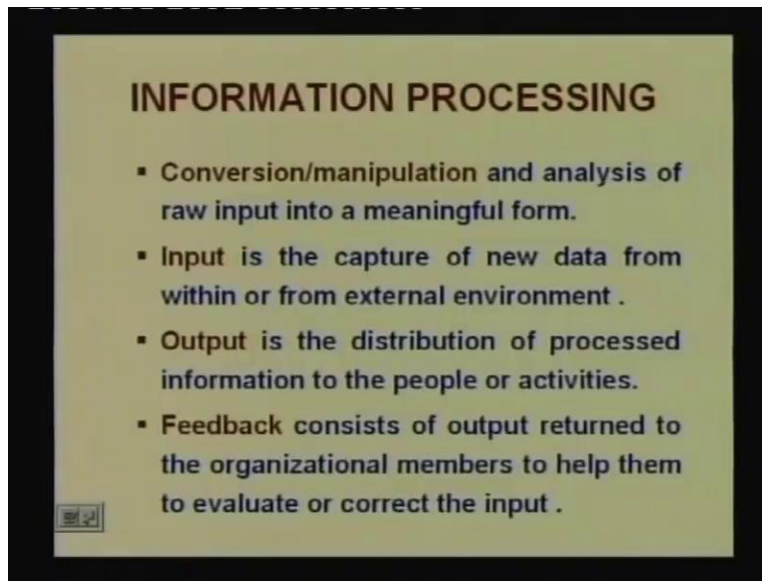 INFORMATION PROCESSING
▪ Conversion/manipulation and analysis of
raw input into a meaningful form.
▪ Input is the capture of new data from
within or from external environment .
▪ Output is the distribution of processed
information to the people or activities.
▪ Feedback consists of output returned to
the organizational members to help them
to evaluate or correct the input .